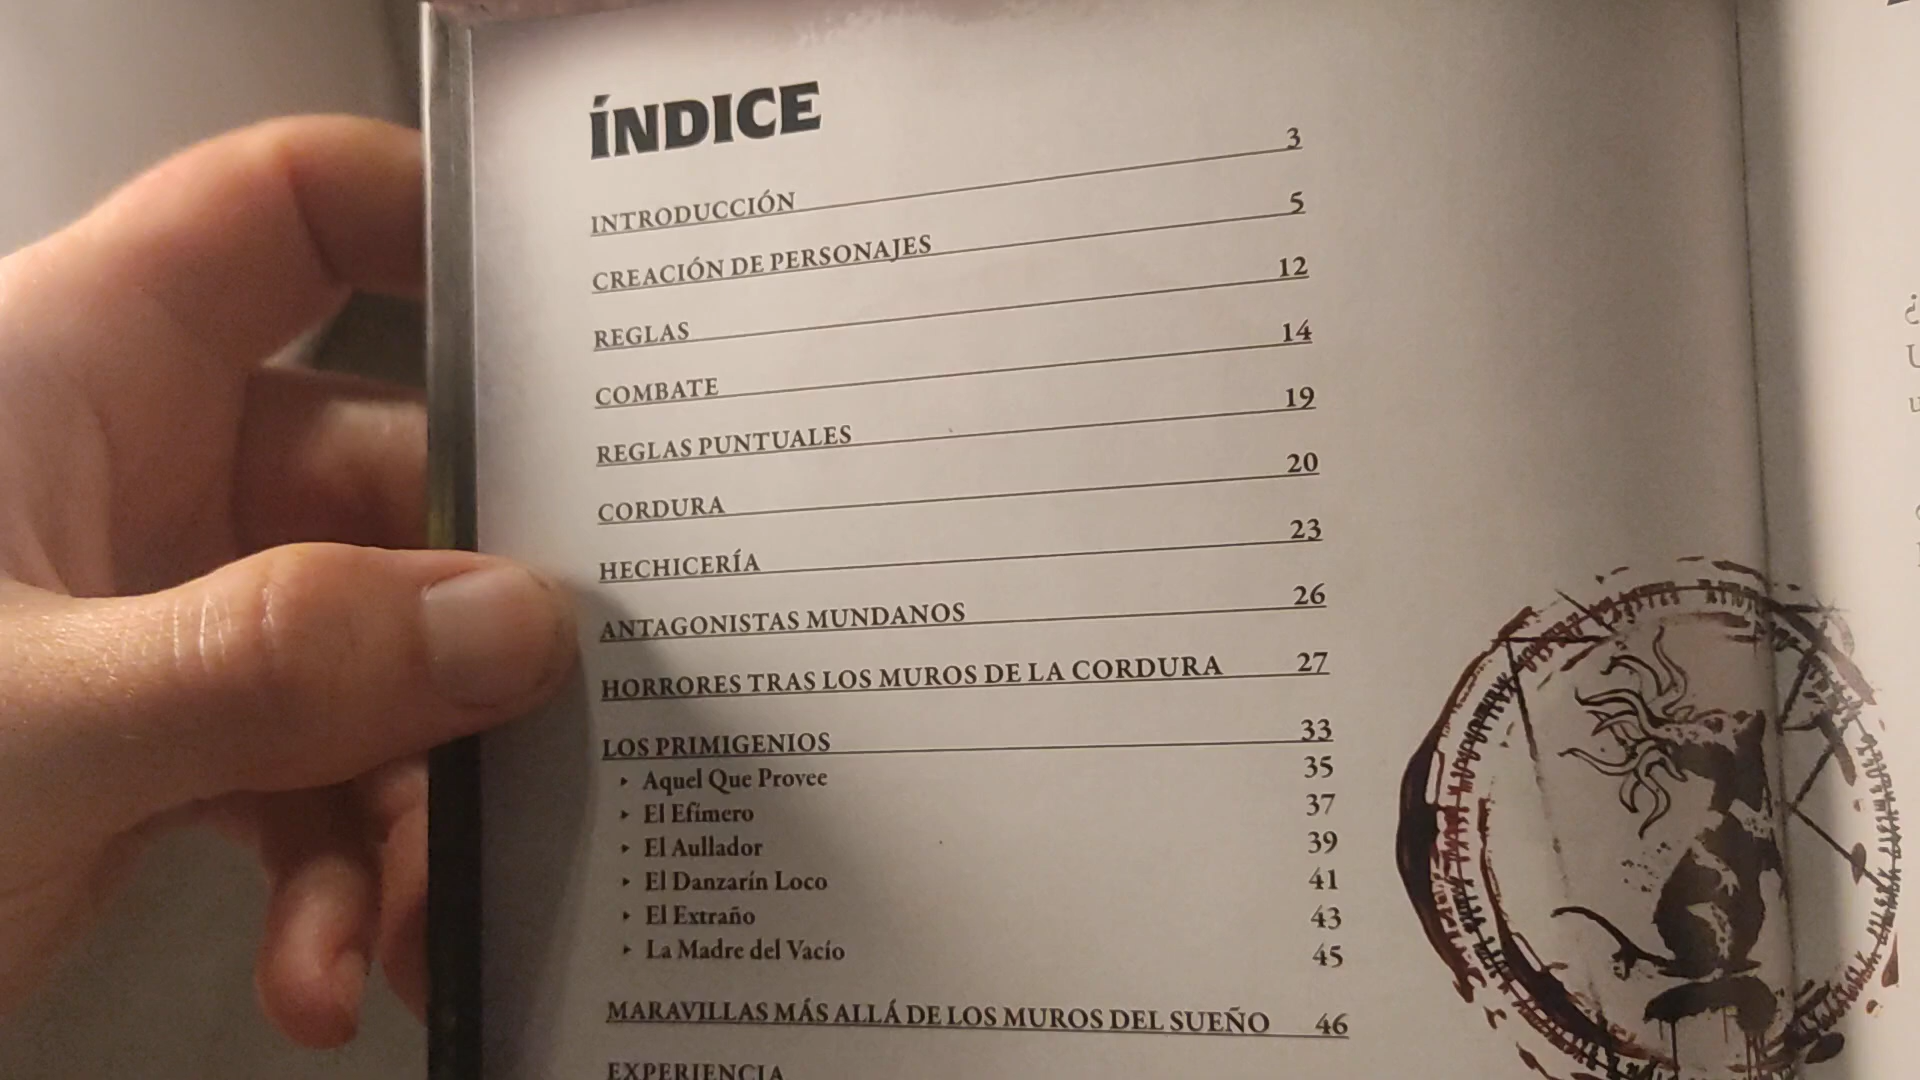 ÍNDICE
INTRODUCCIÓN 3
CREACIÓN DE PERSONAJES 5
REGLAS 12
COMBATE 14
REGLAS PUNTUALES 19
CORDURA 20
HECHICERÍA 23
ANTAGONISTAS MUNDANOS 26
HORRORES TRAS LOS MUROS DE LA CORDURA 27
LOS PRIMIGENIOS 33
‣ Aquel Que Provee 35
‣ El Efímero 37
‣ El Aullador 39
‣ El Danzarín Loco 41
‣ El Extraño 43
‣ La Madre del Vacío 45
MARAVILLAS MÁS ALLÁ DE LOS MUROS DEL SUEÑO 46
EXPERIENCIA